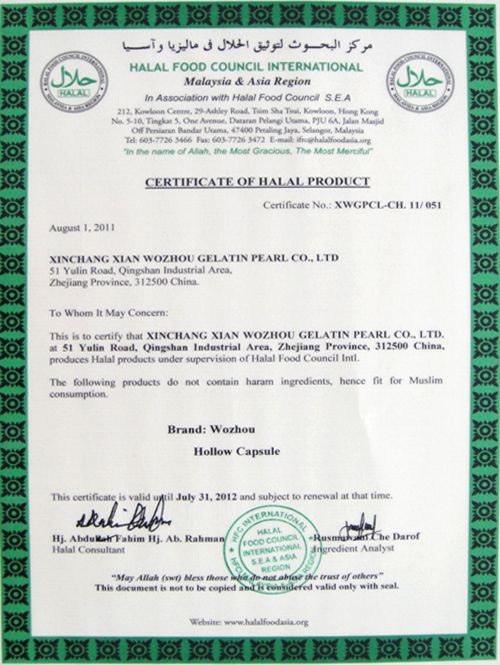 مركز البحوث لتوثيق الحلال فى ماليزيا وآسيا
HALAL FOOD COUNCIL INTERNATIONAL
Malaysia & Asia Region
In Association with Halal Food Council S.E.A
212, Kowloon Centre, 29-Ashley Road, Tsim Sha Tsui, Kowloon, Hong Kong
No. 5-10, Tingkat 5, One Avenue, Dataran Pelangi Utama, PJU 6A, Jalan Masjid
Off Persiaran Bandar Utama, 47400 Petaling Jaya, Selangor, Malaysia
Tel: 603-7726 3466 Fax: 603-7726 3472 E-mail: ifrc@halalfoodasia.org
"In the name of Allah, the Most Gracious, The Most Merciful"
حلال
HALAL
حلال
HALAL
CERTIFICATE OF HALAL PRODUCT
Certificate No.: XWGPCL-CH. 11/ 051
August 1, 2011
XINCHANG XIAN WOZHOU GELATIN PEARL CO., LTD
51 Yulin Road, Qingshan Industrial Area,
Zhejiang Province, 312500 China.
To Whom It May Concern:
This is to certify that XINCHANG XIAN WOZHOU GELATIN PEARL CO., LTD.
at 51 Yulin Road, Qingshan Industrial Area, Zhejiang Province, 312500 China,
produces Halal products under supervision of Halal Food Council Intl.
The following products do not contain haram ingredients, hence fit for Muslim
consumption.
Brand: Wozhou
Hollow Capsule
This certificate is valid until July 31, 2012 and subject to renewal at that time.
Hj. Abdullah Fahim Hj. Ab. Rahman
Halal Consultant
HFC INTERNATIONAL
HALAL
FOOD COUNCIL
INTERNATIONAL
S.E.A & ASIA
REGION
Che Darof
Ingredient Analyst
"May Allah (swt) bless those who do not abuse the trust of others"
This document is not to be copied and is considered valid only with seal.
Website: www.halalfoodasia.org